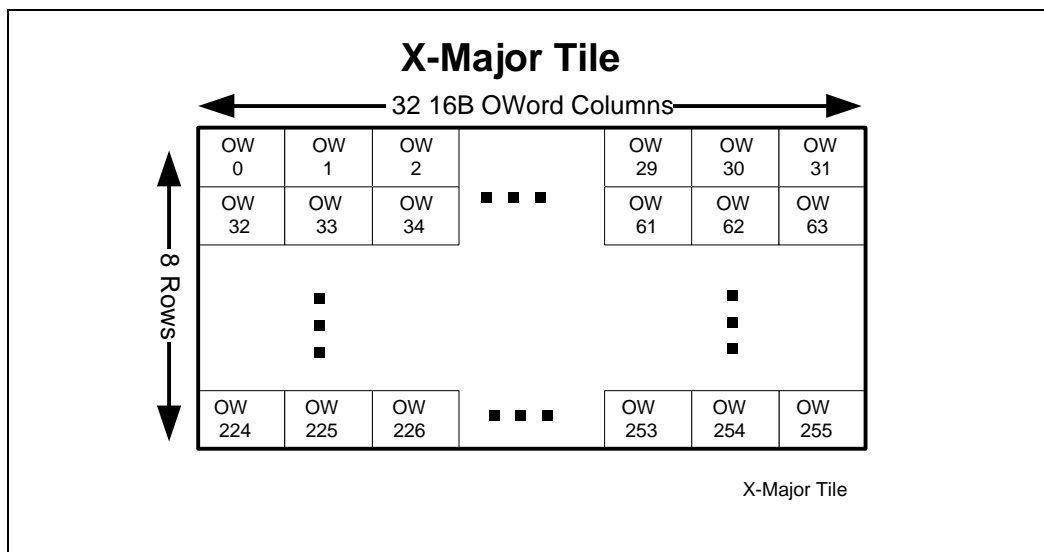 X-Major Tile
32 16B OWord Columns
OW 0
OW 1
OW 2
OW 29
OW 30
OW 31
OW 32
OW 33
OW 34
OW 61
OW 62
OW 63
8 Rows
OW 224
OW 225
OW 226
OW 253
OW 254
OW 255
X-Major Tile